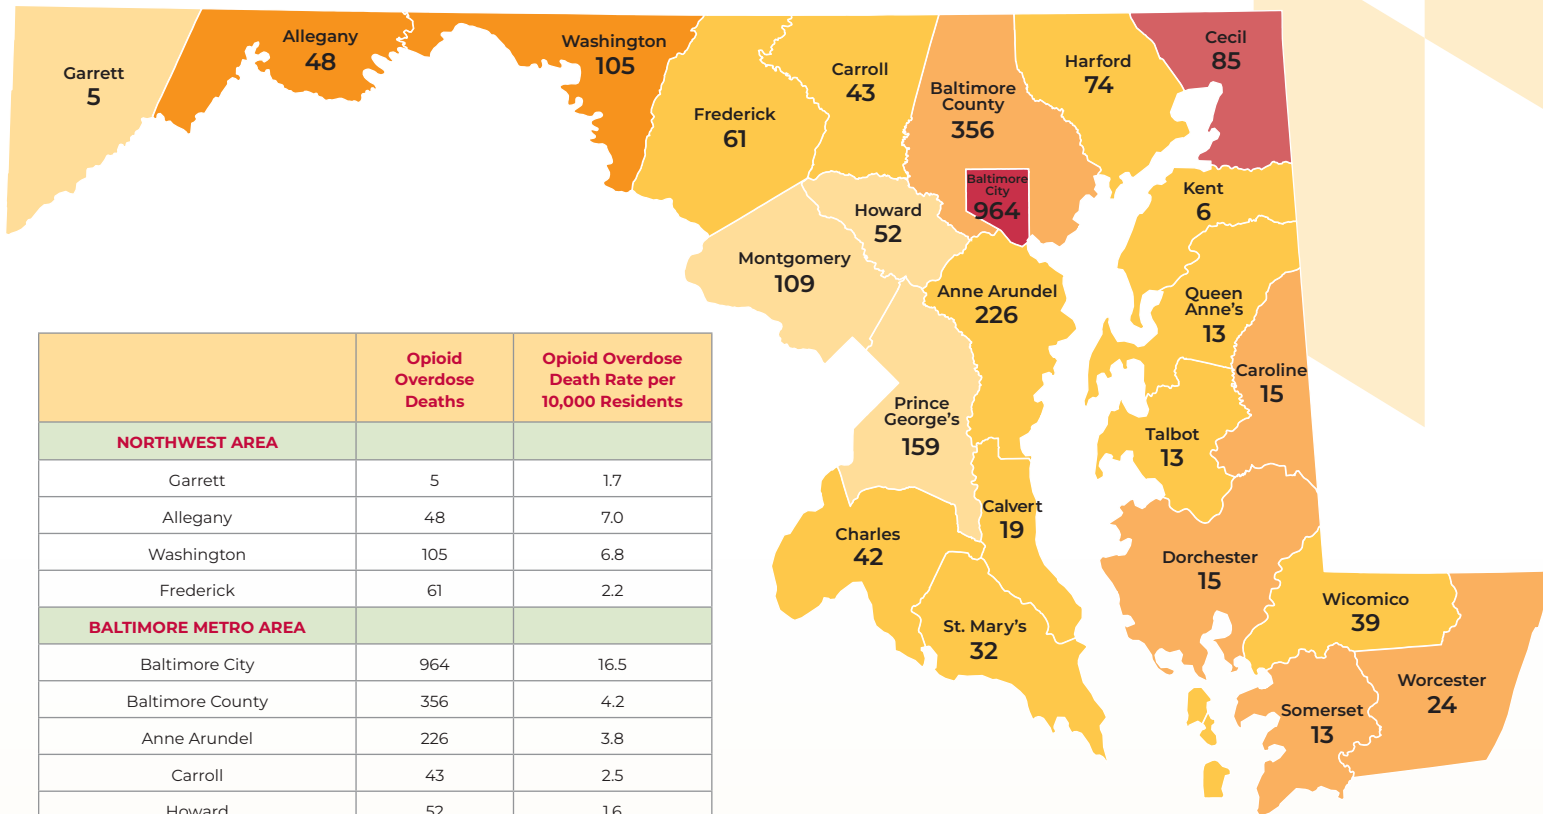 Garrett
5
Allegany
48
Washington
105
Frederick
61
Carroll
43
Baltimore
County
356
Baltimore
City
964
Harford
74
Cecil
85
Howard
52
Montgomery
109
Anne Arundel
226
Kent
6
Queen
Anne’s
13
Caroline
15
Talbot
13
Prince
George’s
159
Calvert
19
Charles
42
St. Mary’s
32
Dorchester
15
Wicomico
39
Somerset
13
Worcester
24
Opioid
Overdose
Deaths
Opioid Overdose
Death Rate per
10,000 Residents
NORTHWEST AREA
Garrett 5 1.7
Allegany 48 7.0
Washington 105 6.8
Frederick 61 2.2
BALTIMORE METRO AREA
Baltimore City 964 16.5
Baltimore County 356 4.2
Anne Arundel 226 3.8
Carroll 43 2.5
Howard 52 1.6